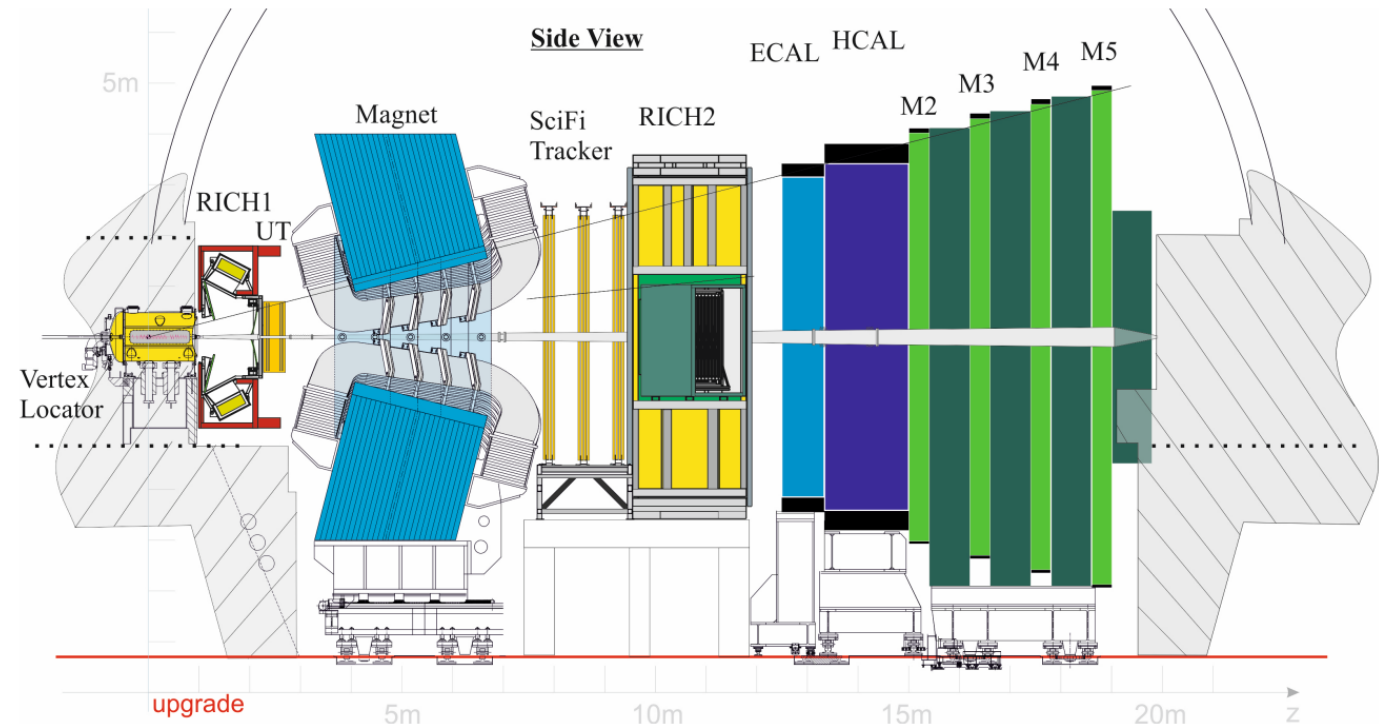 Side View
5m
ECAL
HCAL
M2
M3
M4
M5
Magnet
SciFi
Tracker
RICH2
RICH1
UT
Vertex
Locator
upgrade
5m
10m
15m
20m
z